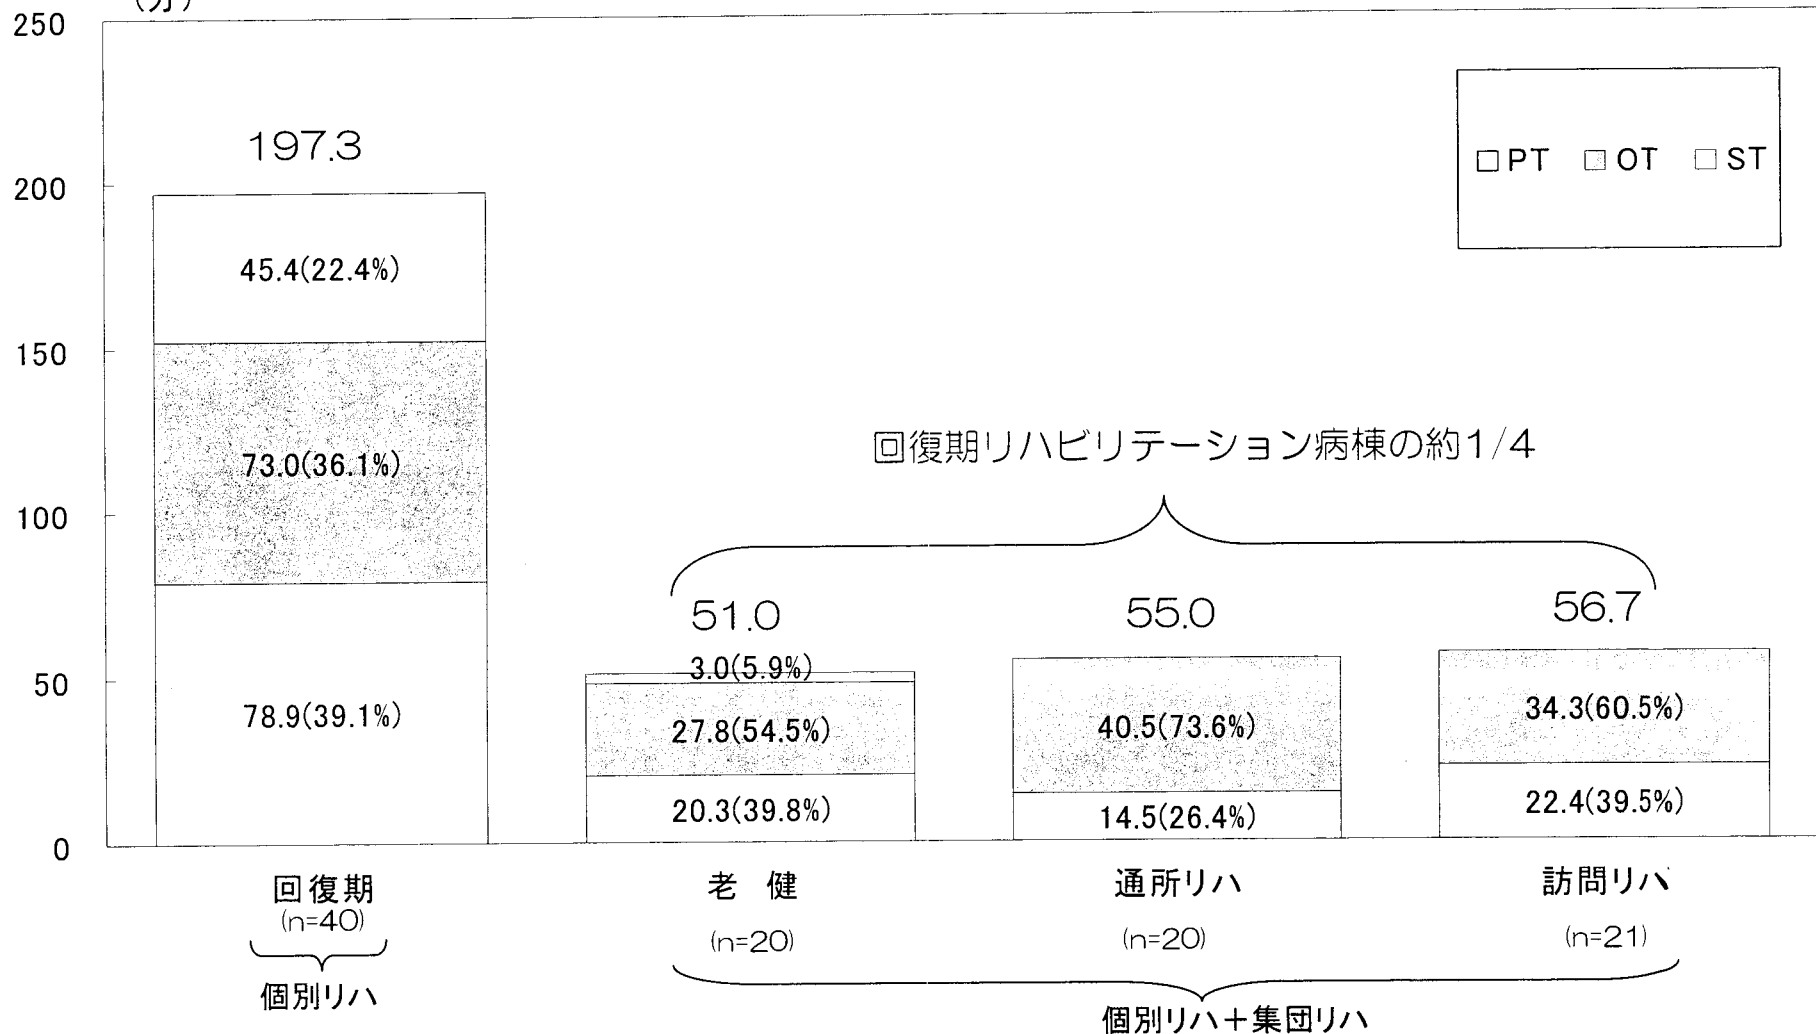 (分)
250
200
150
100
50
0
□PT □OT □ST
197.3
45.4(22.4%)
73.0(36.1%)
78.9(39.1%)
回復期リハビリテーション病棟の約1/4
51.0
3.0(5.9%)
27.8(54.5%)
20.3(39.8%)
55.0
40.5(73.6%)
14.5(26.4%)
56.7
34.3(60.5%)
22.4(39.5%)
回復期
(n=40)
個別リハ
老 健
(n=20)
通所リハ
(n=20)
訪問リハ
(n=21)
個別リハ+集団リハ